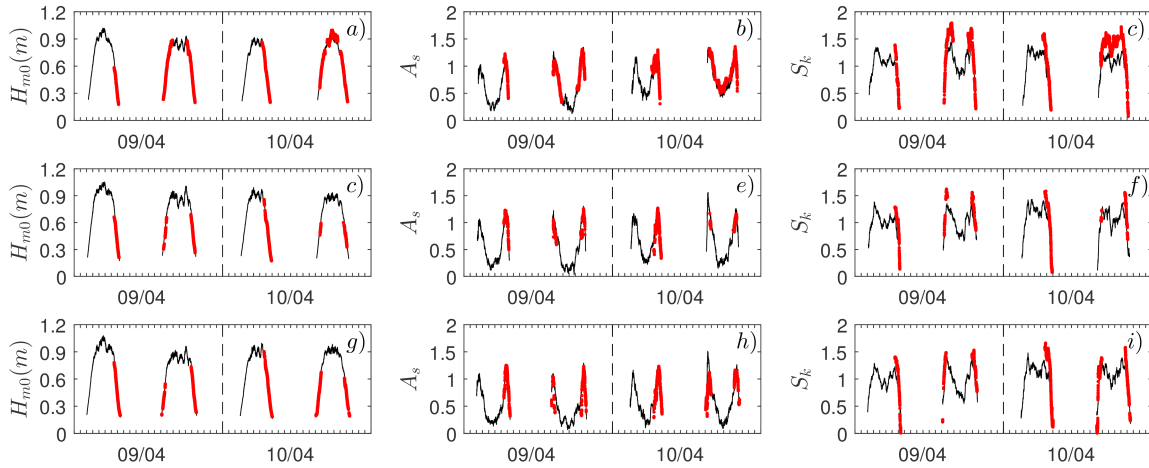 1.2 0.9 0.6 0.3 0 H_{m0}(m) a) 09/04 10/04
2 1.5 1 0.5 0 A_s b) 09/04 10/04
2 1.5 1 0.5 0 S_k c) 09/04 10/04
1.2 0.9 0.6 0.3 0 H_{m0}(m) c) 09/04 10/04
2 1.5 1 0.5 0 A_s e) 09/04 10/04
2 1.5 1 0.5 0 S_k f) 09/04 10/04
1.2 0.9 0.6 0.3 0 H_{m0}(m) g) 09/04 10/04
2 1.5 1 0.5 0 A_s h) 09/04 10/04
2 1.5 1 0.5 0 S_k i) 09/04 10/04